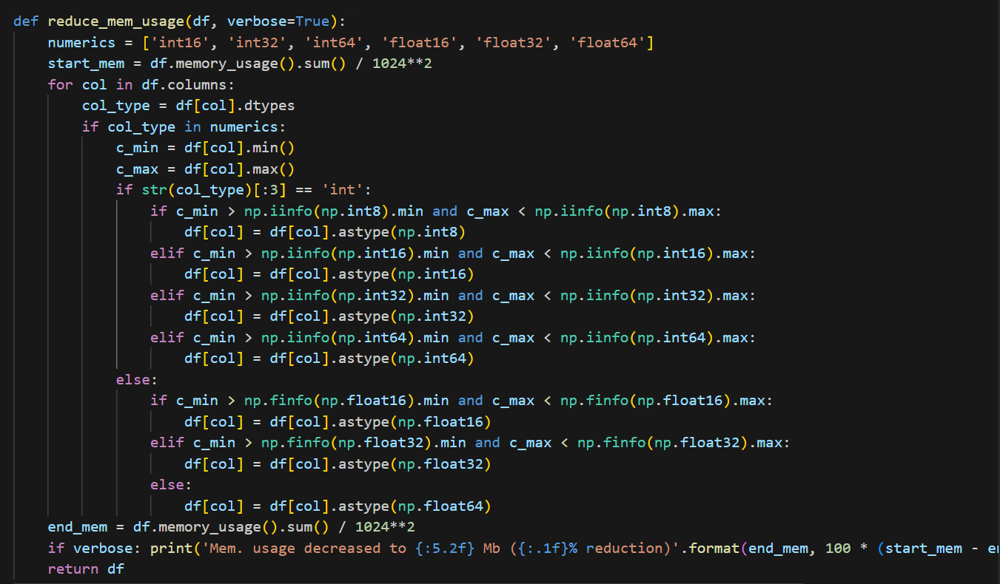 def reduce_mem_usage(df, verbose=True):
    numerics = ['int16', 'int32', 'int64', 'float16', 'float32', 'float64']
    start_mem = df.memory_usage().sum() / 1024**2
    for col in df.columns:
        col_type = df[col].dtypes
        if col_type in numerics:
            c_min = df[col].min()
            c_max = df[col].max()
            if str(col_type)[:3] == 'int':
                if c_min > np.iinfo(np.int8).min and c_max < np.iinfo(np.int8).max:
                    df[col] = df[col].astype(np.int8)
                elif c_min > np.iinfo(np.int16).min and c_max < np.iinfo(np.int16).max:
                    df[col] = df[col].astype(np.int16)
                elif c_min > np.iinfo(np.int32).min and c_max < np.iinfo(np.int32).max:
                    df[col] = df[col].astype(np.int32)
                elif c_min > np.iinfo(np.int64).min and c_max < np.iinfo(np.int64).max:
                    df[col] = df[col].astype(np.int64)
            else:
                if c_min > np.finfo(np.float16).min and c_max < np.finfo(np.float16).max:
                    df[col] = df[col].astype(np.float16)
                elif c_min > np.finfo(np.float32).min and c_max < np.finfo(np.float32).max:
                    df[col] = df[col].astype(np.float32)
                else:
                    df[col] = df[col].astype(np.float64)
    end_mem = df.memory_usage().sum() / 1024**2
    if verbose: print('Mem. usage decreased to {:5.2f} Mb ({:.1f}% reduction)'.format(end_mem, 100 * (start_mem -
    return df